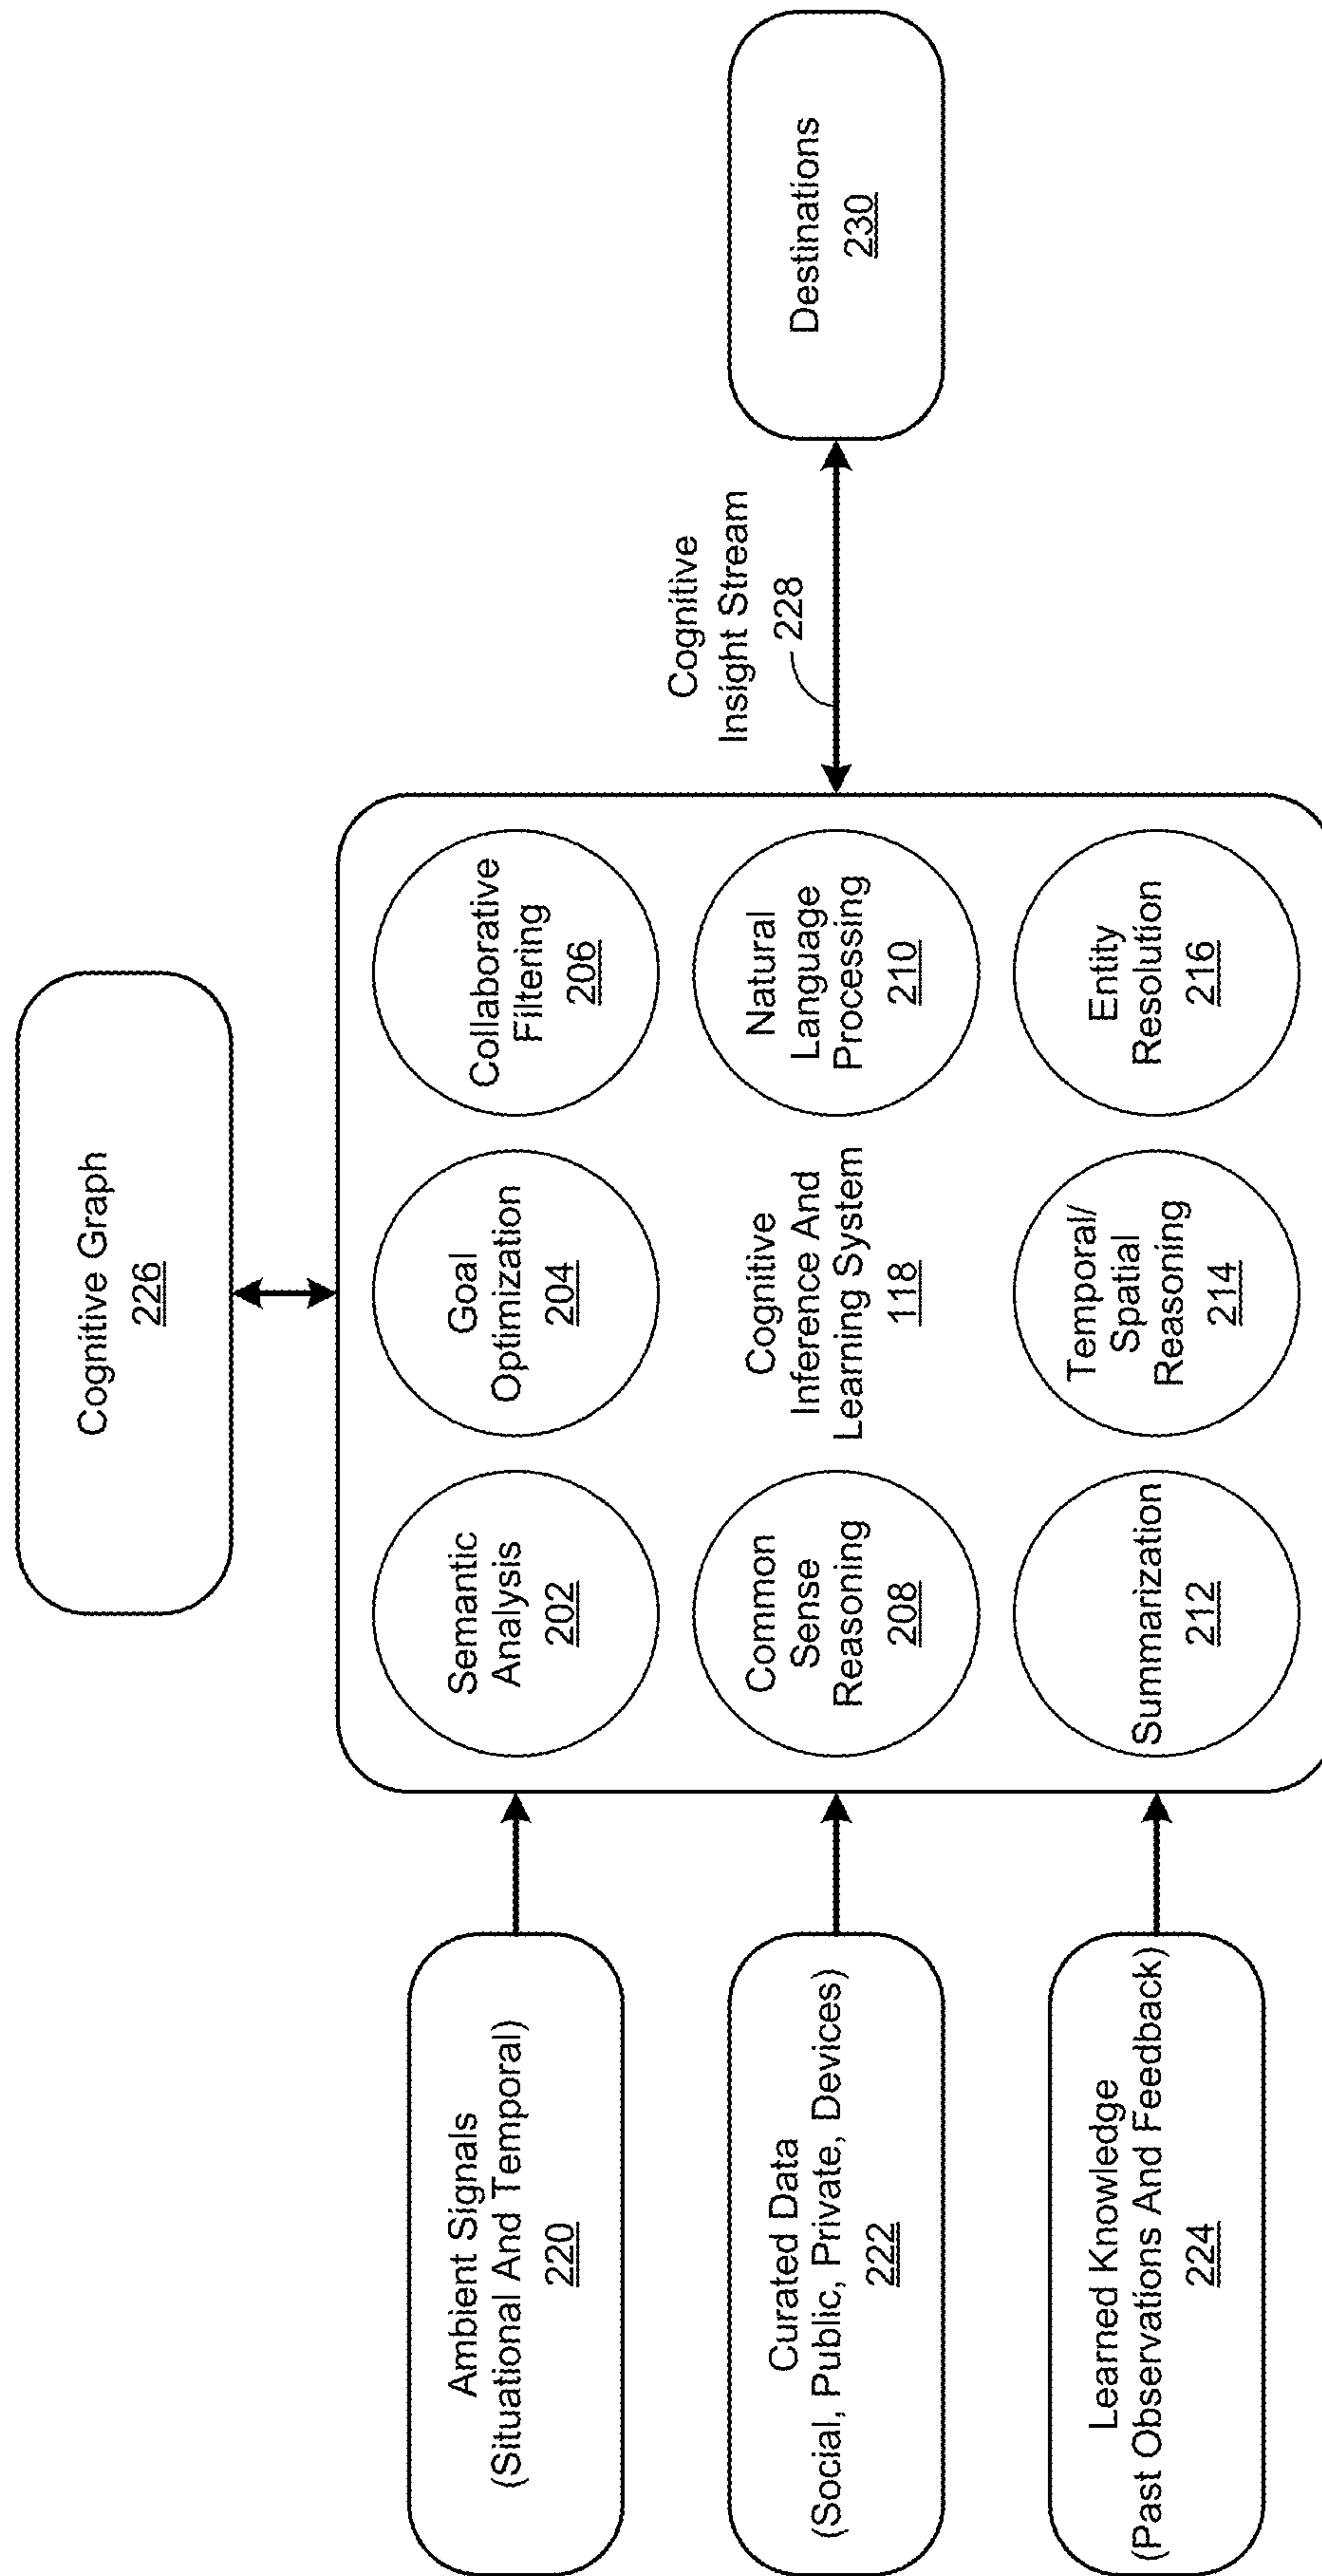 Cognitive Graph
226
Ambient Signals
(Situational And Temporal)
220
Curated Data
(Social, Public, Private, Devices)
222
Learned Knowledge
(Past Observations And Feedback)
224
Semantic
Analysis
202
Goal
Optimization
204
Collaborative
Filtering
206
Common
Sense
Reasoning
208
Cognitive
Inference And
Learning System
118
Natural
Language
Processing
210
Summarization
212
Temporal/
Spatial
Reasoning
214
Entity
Resolution
216
Cognitive
Insight Stream
228
Destinations
230